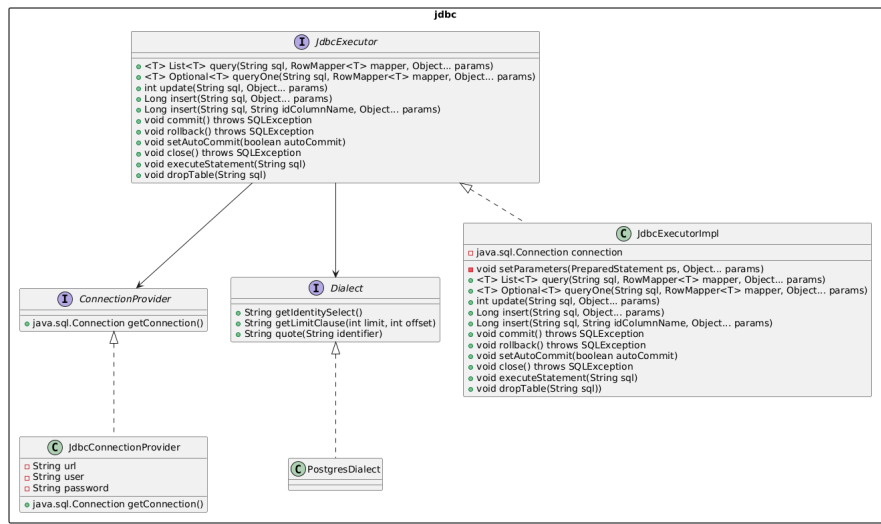 jdbc
I JdbcExecutor
<T> List<T> query(String sql, RowMapper<T> mapper, Object... params)
<T> Optional<T> queryOne(String sql, RowMapper<T> mapper, Object... params)
int update(String sql, Object... params)
Long insert(String sql, Object... params)
Long insert(String sql, String idColumnName, Object... params)
void commit() throws SQLException
void rollback() throws SQLException
void setAutoCommit(boolean autoCommit)
void close() throws SQLException
void executeStatement(String sql)
void dropTable(String sql)
C JdbcExecutorImpl
java.sql.Connection connection
void setParameters(PreparedStatement ps, Object... params)
<T> List<T> query(String sql, RowMapper<T> mapper, Object... params)
<T> Optional<T> queryOne(String sql, RowMapper<T> mapper, Object... params)
int update(String sql, Object... params)
Long insert(String sql, Object... params)
Long insert(String sql, String idColumnName, Object... params)
void commit() throws SQLException
void rollback() throws SQLException
void setAutoCommit(boolean autoCommit)
void close() throws SQLException
void executeStatement(String sql)
void dropTable(String sql))
I ConnectionProvider
java.sql.Connection getConnection()
I Dialect
String getIdentitySelect()
String getLimitClause(int limit, int offset)
String quote(String identifier)
C JdbcConnectionProvider
String url
String user
String password
java.sql.Connection getConnection()
C PostgresDialect